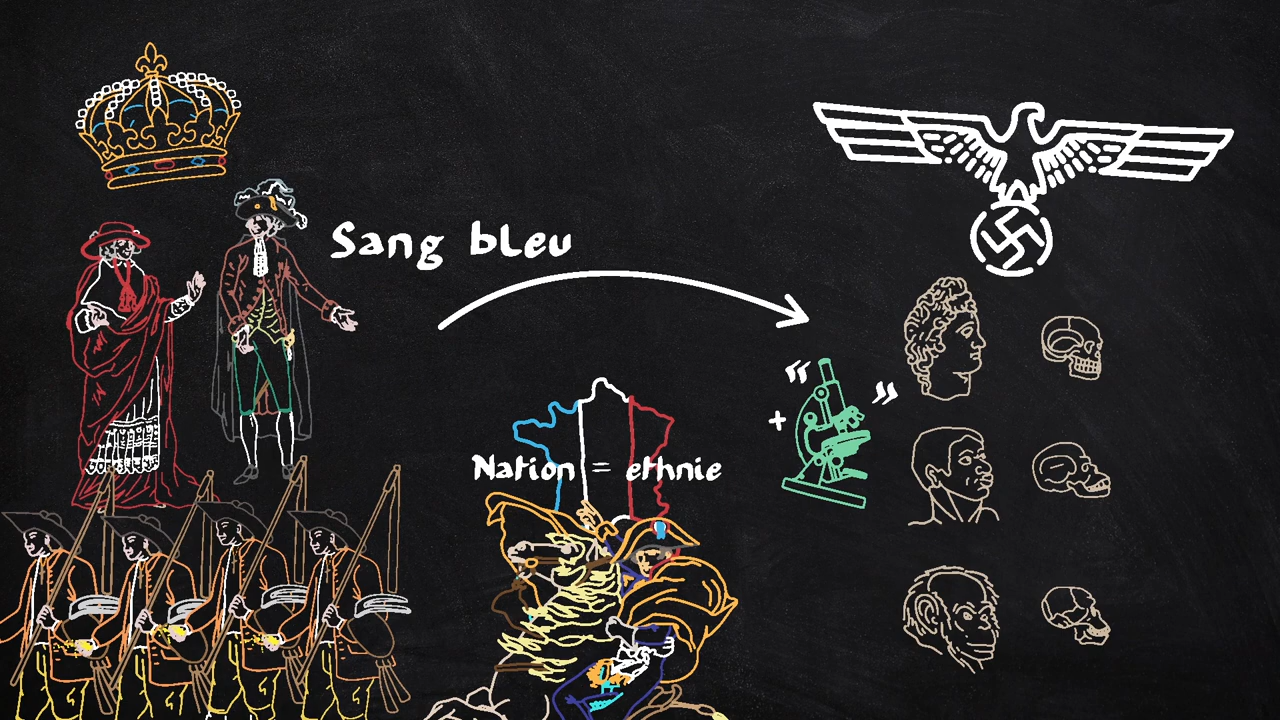 Sang bleu
Nation = ethnie
+ " "